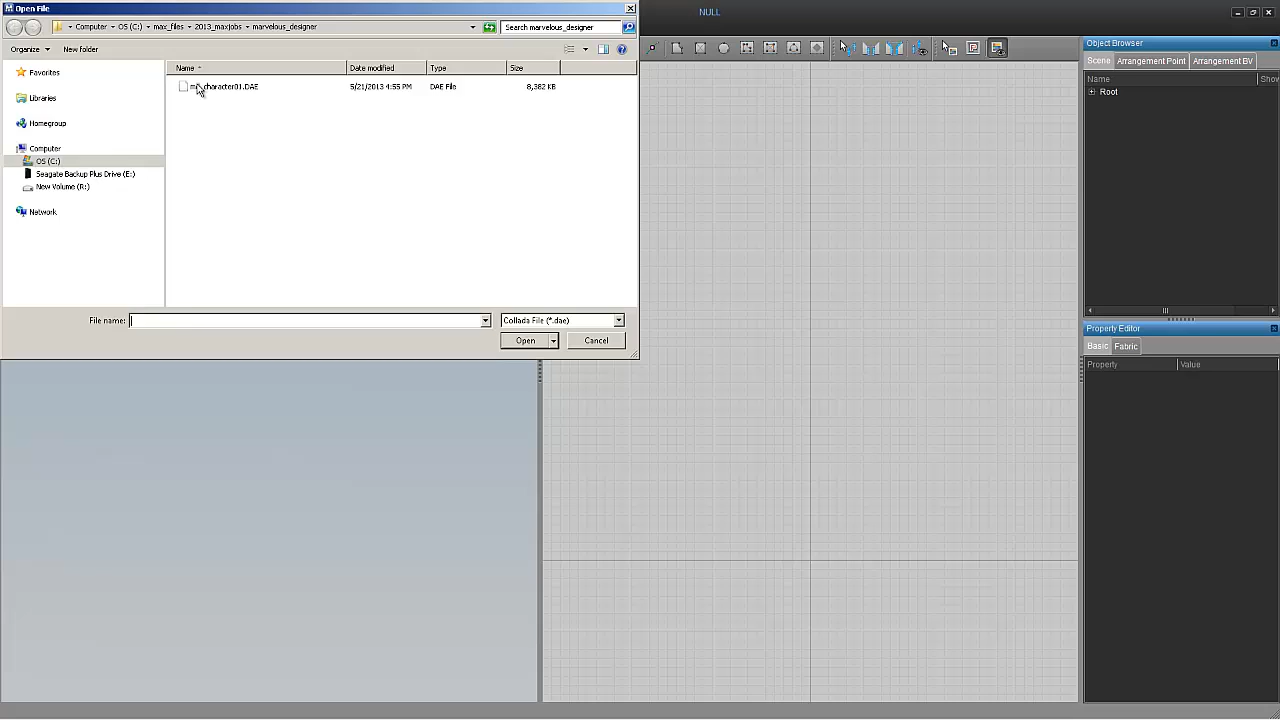 Open File
NULL
Computer OS (C:) max_files 2013_maxjobs marvelous_designer
Search marvelous_designer
Organize New folder
Object Browser
Scene Arrangement Point Arrangement BV
Name Show
Root
Name Date modified Type Size
character01.DAE 5/21/2013 4:55 PM DAE File 8,382 KB
Favorites
Libraries
Homegroup
Computer
OS (C:)
Seagate Backup Plus Drive (E:)
New Volume (R:)
Network
File name:
Collada File (*.dae)
Open Cancel
Property Editor
Basic Fabric
Property Value